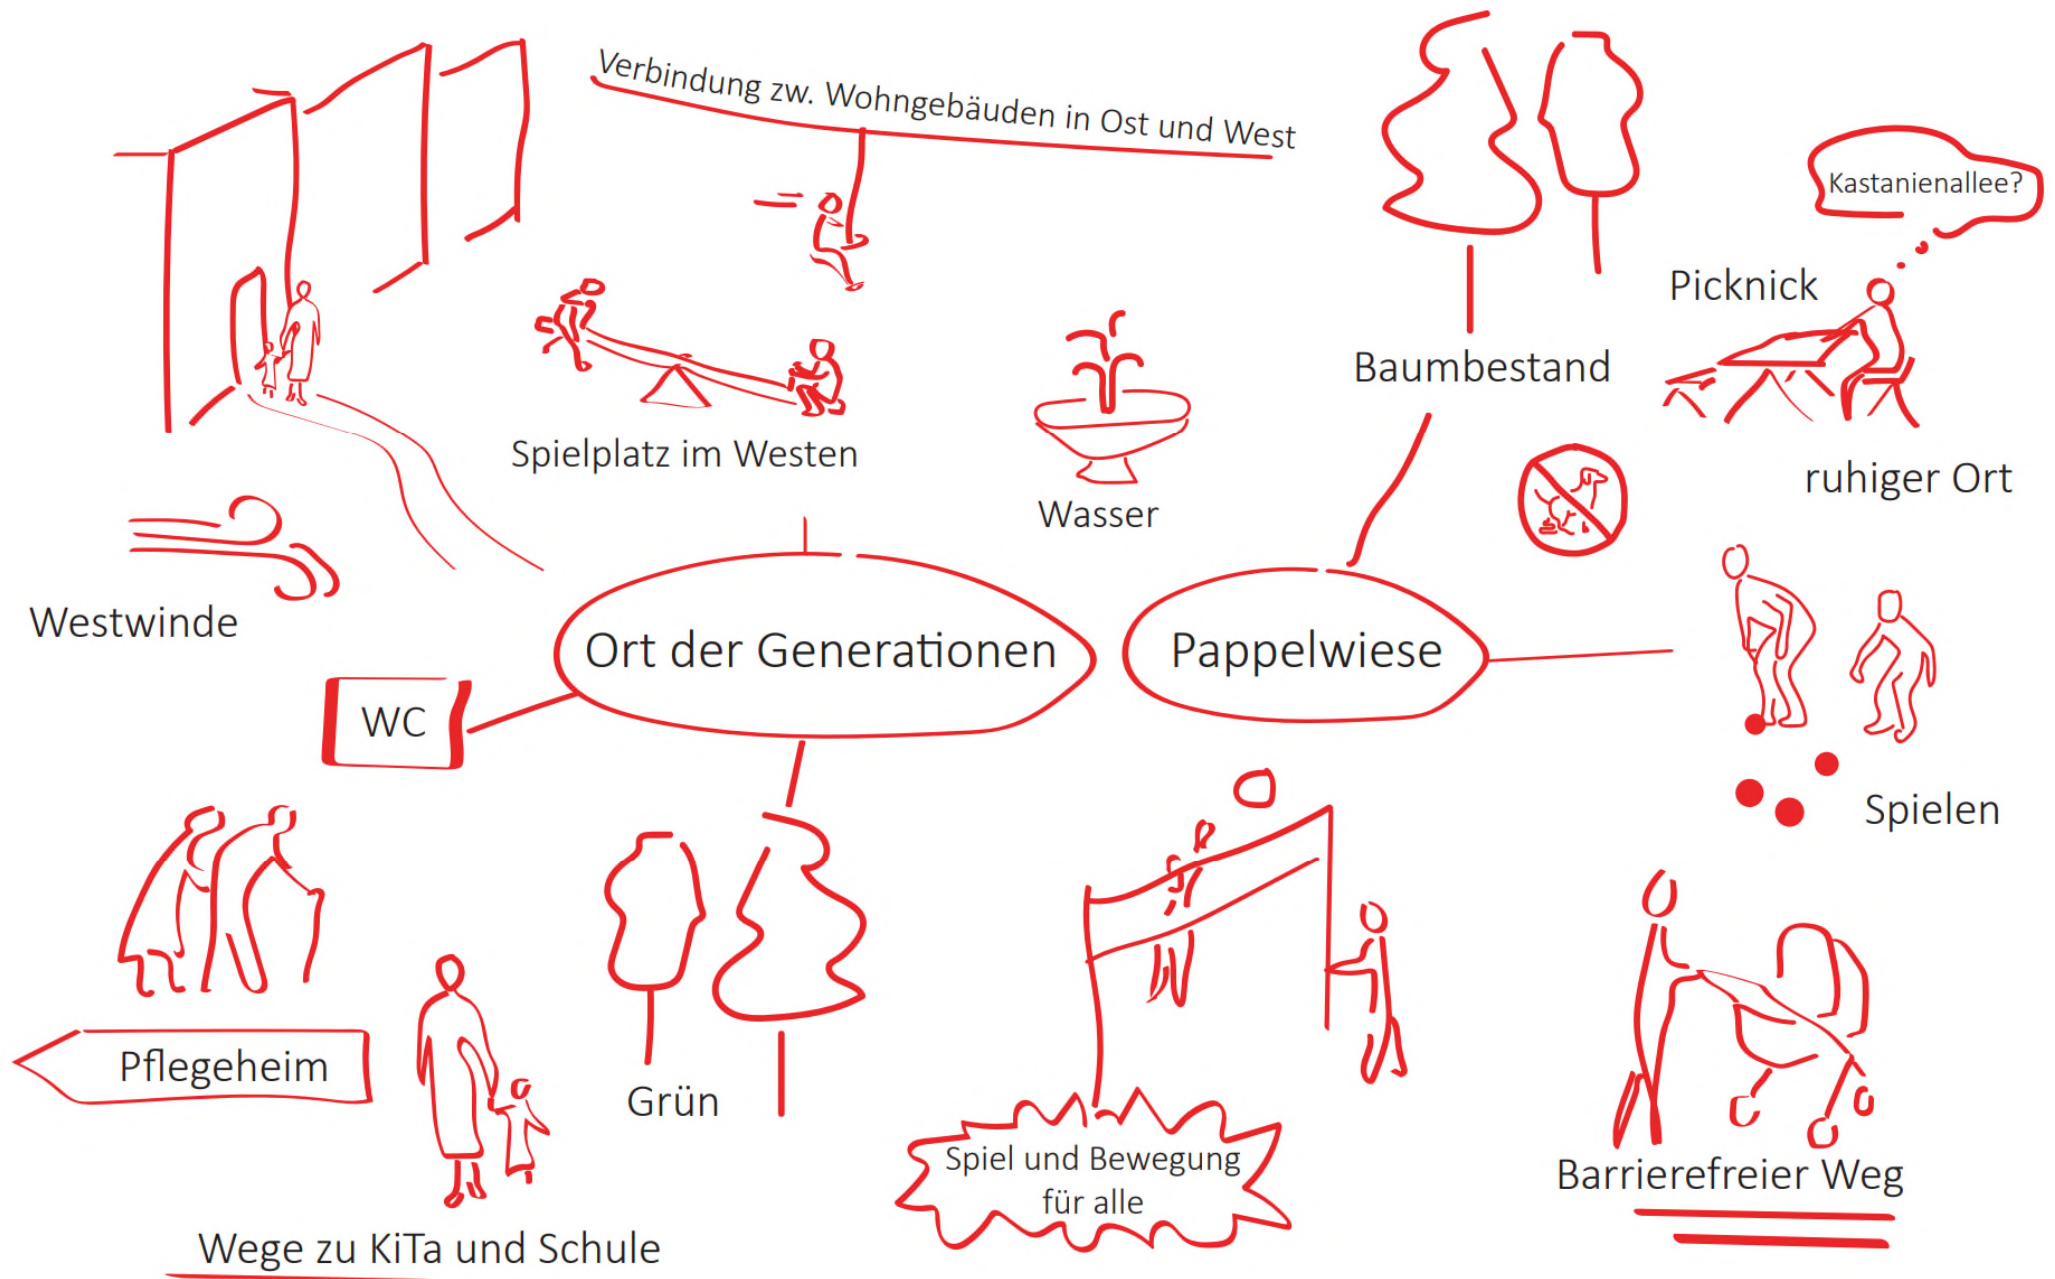 Verbindung zw. Wohngebäuden in Ost und West
Kastanienallee?
Picknick
Baumbestand
Spielplatz im Westen
ruhiger Ort
Wasser
Westwinde
Ort der Generationen
Pappelwiese
WC
Spielen
Pflegeheim
Grün
Spiel und Bewegung
für alle
Barrierefreier Weg
Wege zu KiTa und Schule